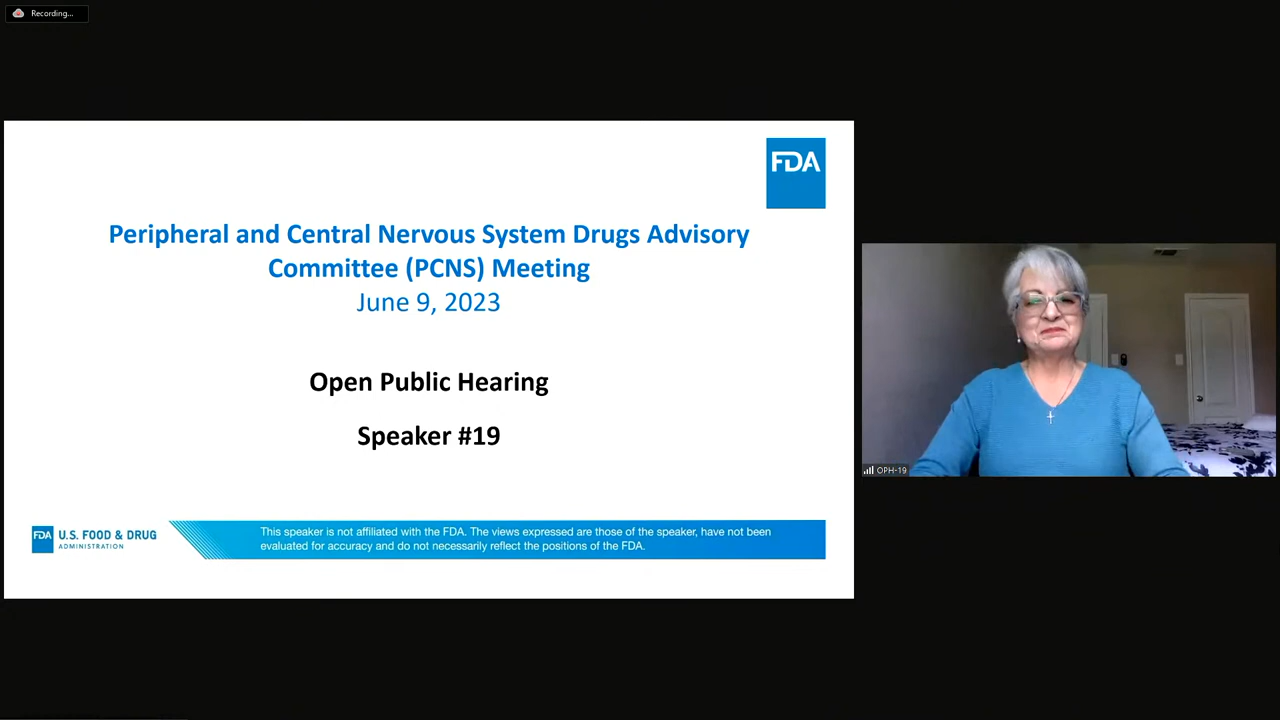 Recording...
FDA
Peripheral and Central Nervous System Drugs Advisory
Committee (PCNS) Meeting
June 9, 2023
Open Public Hearing
Speaker #19
FDA U.S. FOOD & DRUG
ADMINISTRATION
This speaker is not affiliated with the FDA. The views expressed are those of the speaker, have not been
evaluated for accuracy and do not necessarily reflect the positions of the FDA.
OPH-19